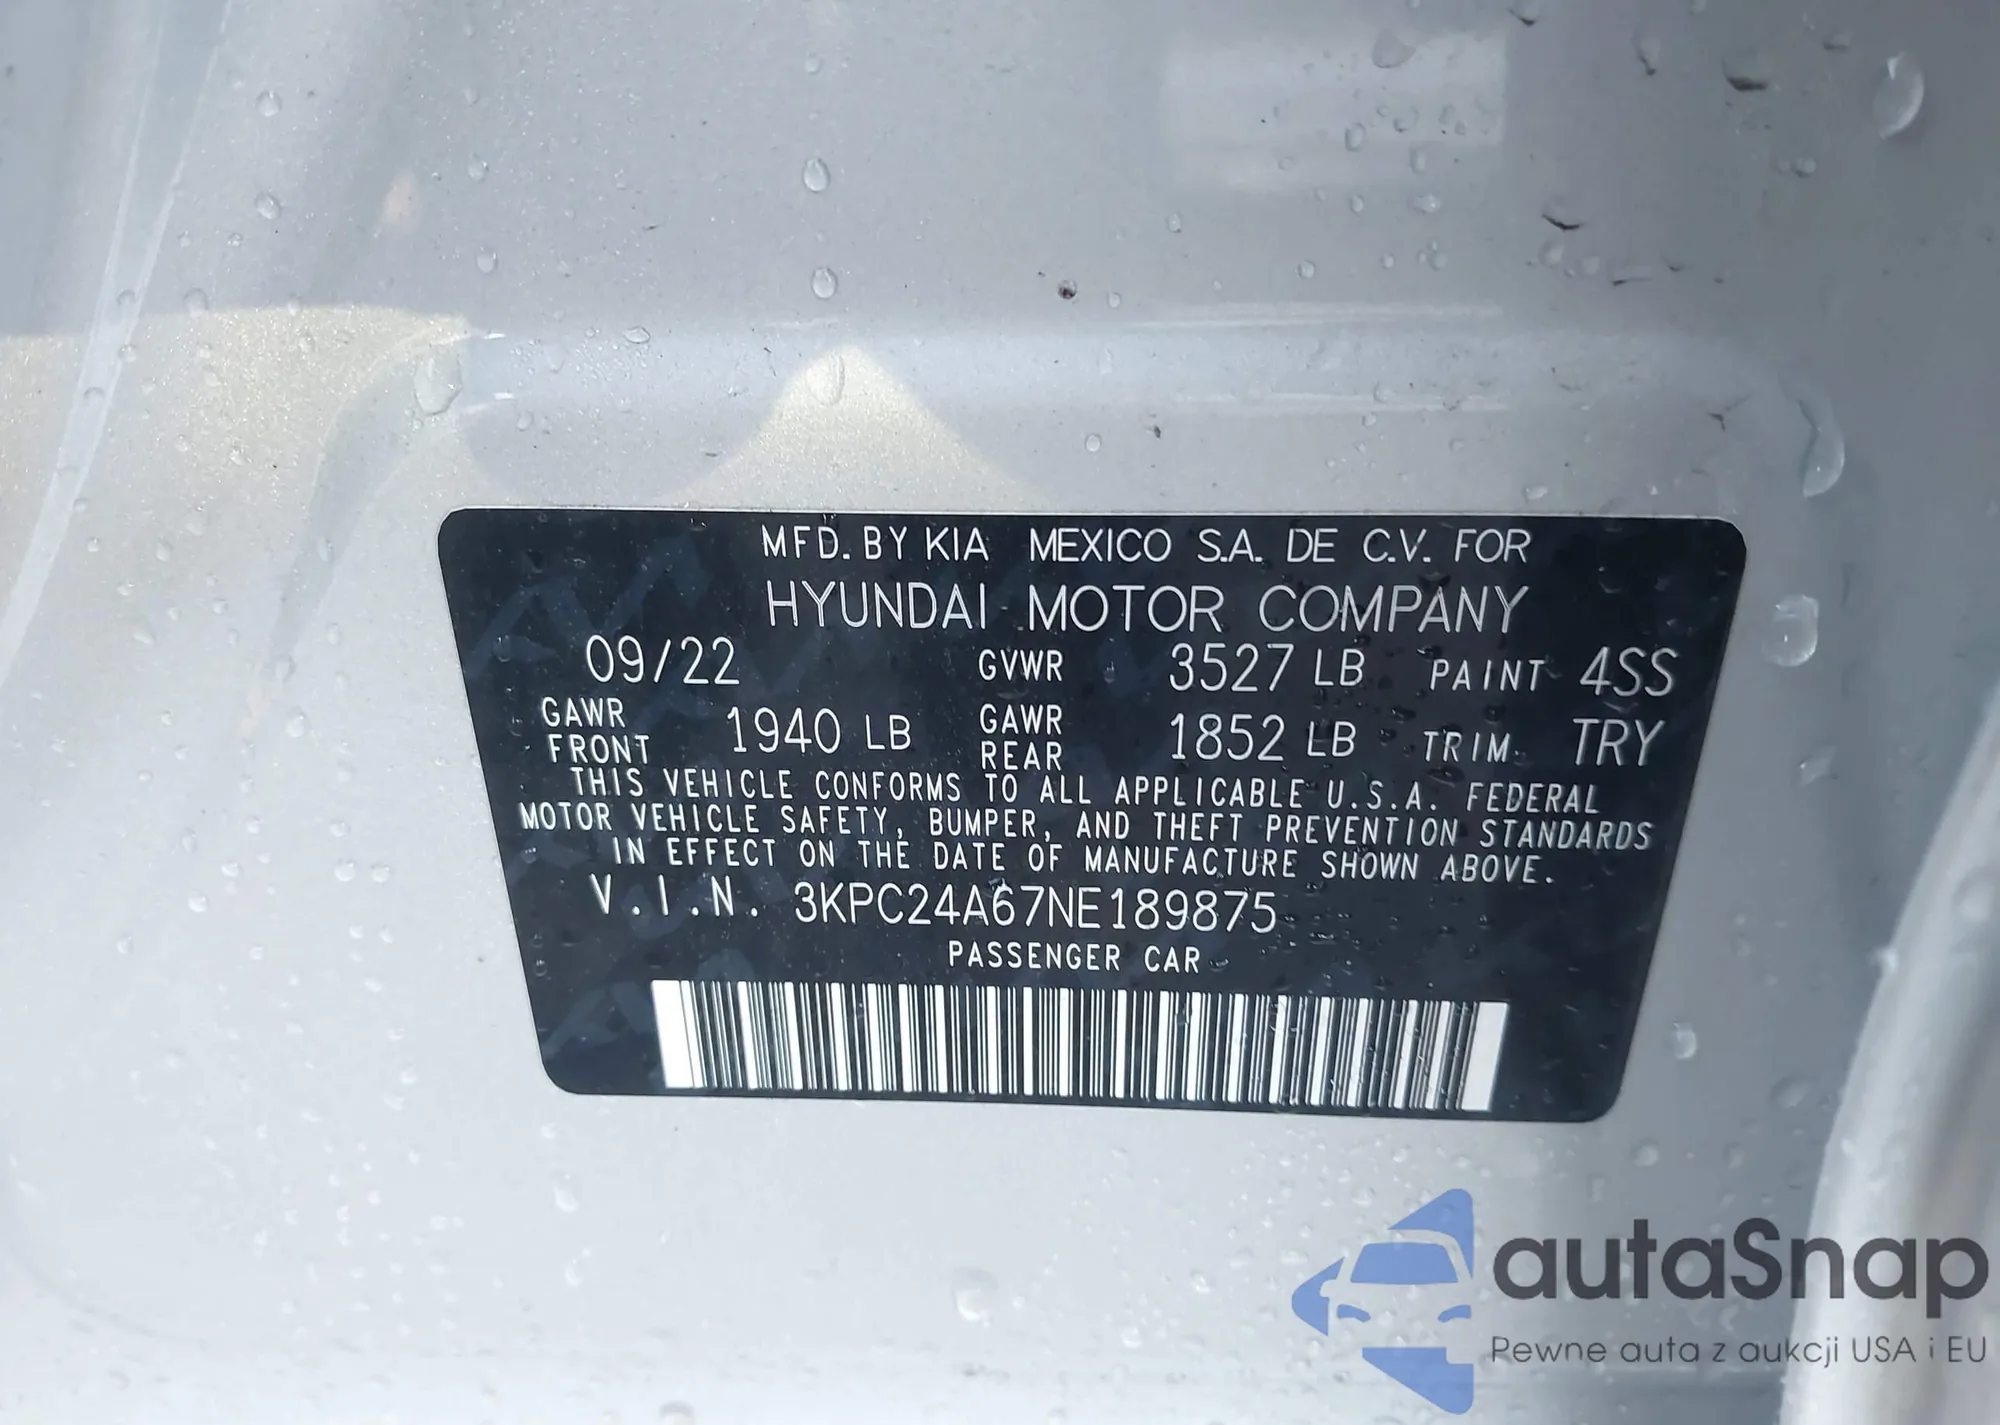 MFD. BY KIA MEXICO S.A. DE C.V. FOR
HYUNDAI MOTOR COMPANY
09/22 GVWR 3527 LB PAINT 4SS
GAWR FRONT 1940 LB GAWR REAR 1852 LB TRIM TRY
THIS VEHICLE CONFORMS TO ALL APPLICABLE U.S.A. FEDERAL
MOTOR VEHICLE SAFETY, BUMPER, AND THEFT PREVENTION STANDARDS
IN EFFECT ON THE DATE OF MANUFACTURE SHOWN ABOVE.
V.I.N. 3KPC24A67NE189875
PASSENGER CAR
autaSnap
Pewne auta z aukcji USA i EU